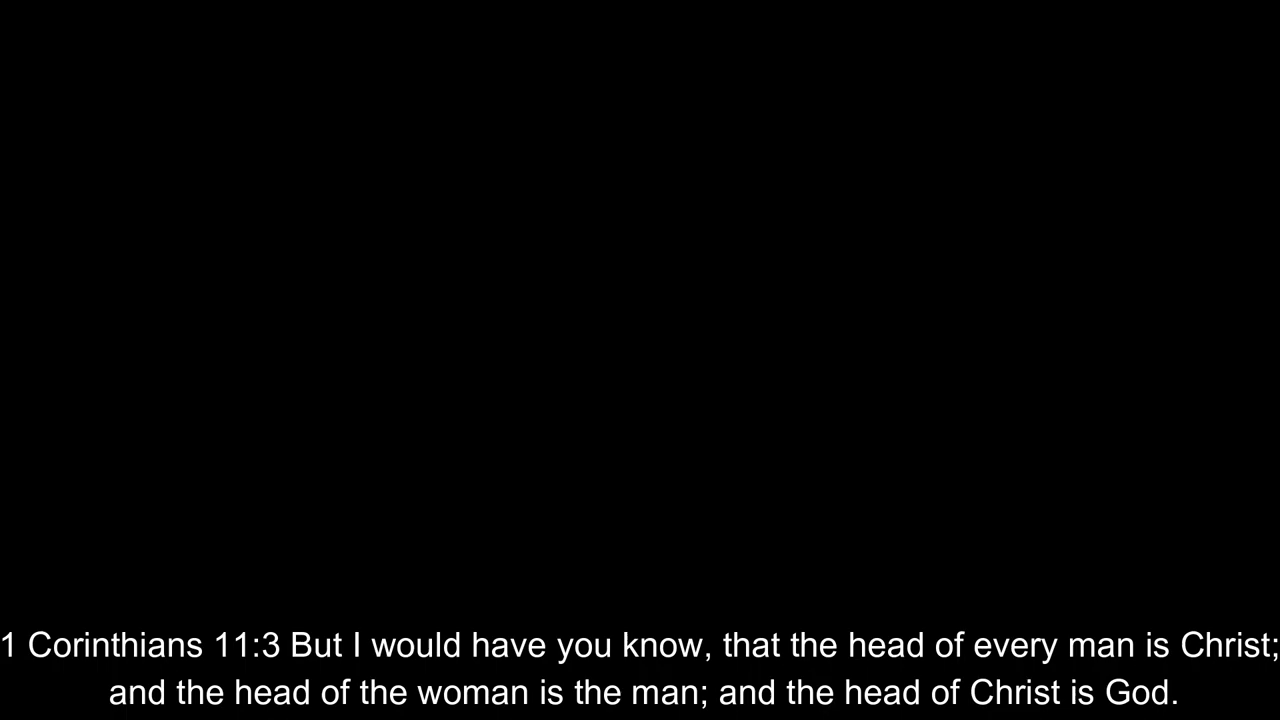 1 Corinthians 11:3 But I would have you know, that the head of every man is Christ;
and the head of the woman is the man; and the head of Christ is God.